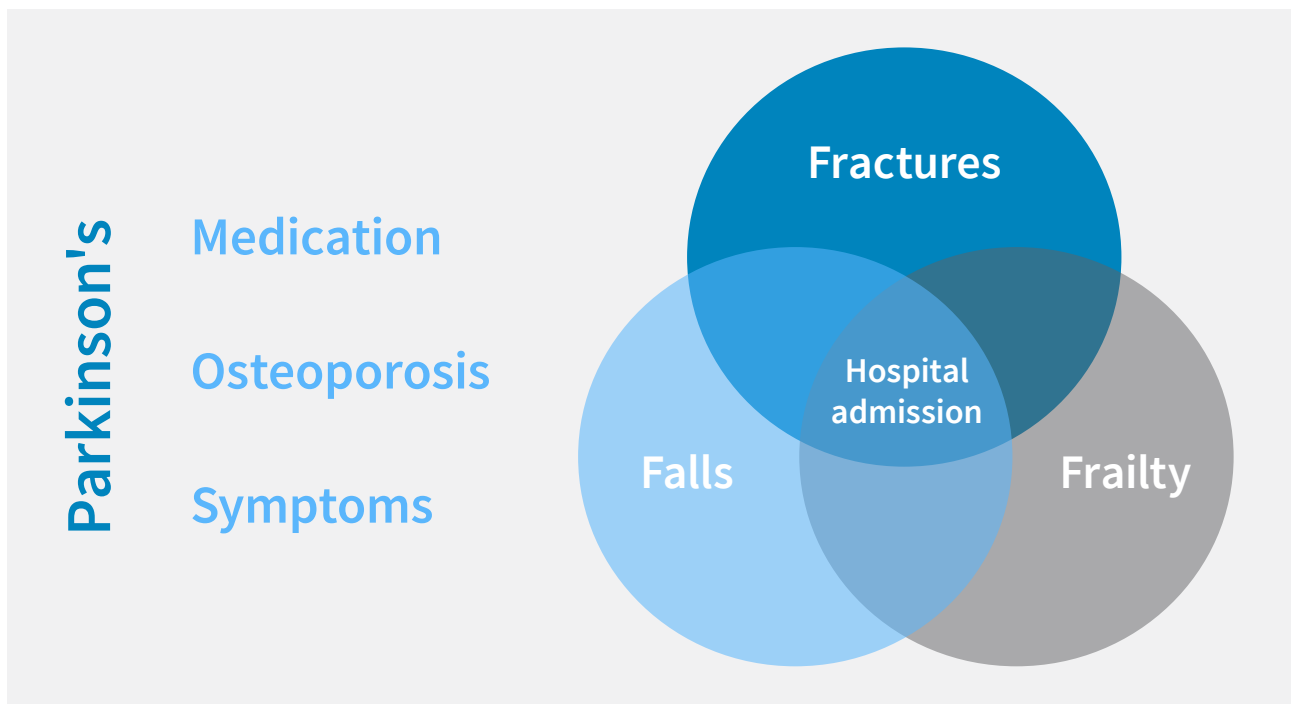 Parkinson's
Medication
Osteoporosis
Symptoms
Fractures
Hospital
admission
Falls
Frailty